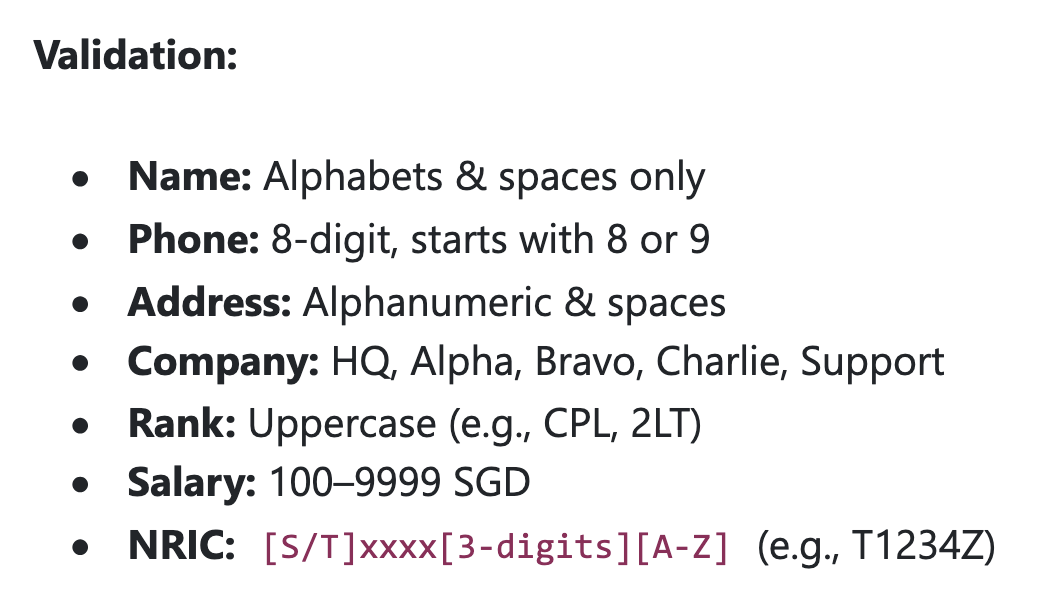 Validation:
• Name: Alphabets & spaces only
• Phone: 8-digit, starts with 8 or 9
• Address: Alphanumeric & spaces
• Company: HQ, Alpha, Bravo, Charlie, Support
• Rank: Uppercase (e.g., CPL, 2LT)
• Salary: 100–9999 SGD
• NRIC: [S/T]xxxx[3-digits][A-Z] (e.g., T1234Z)